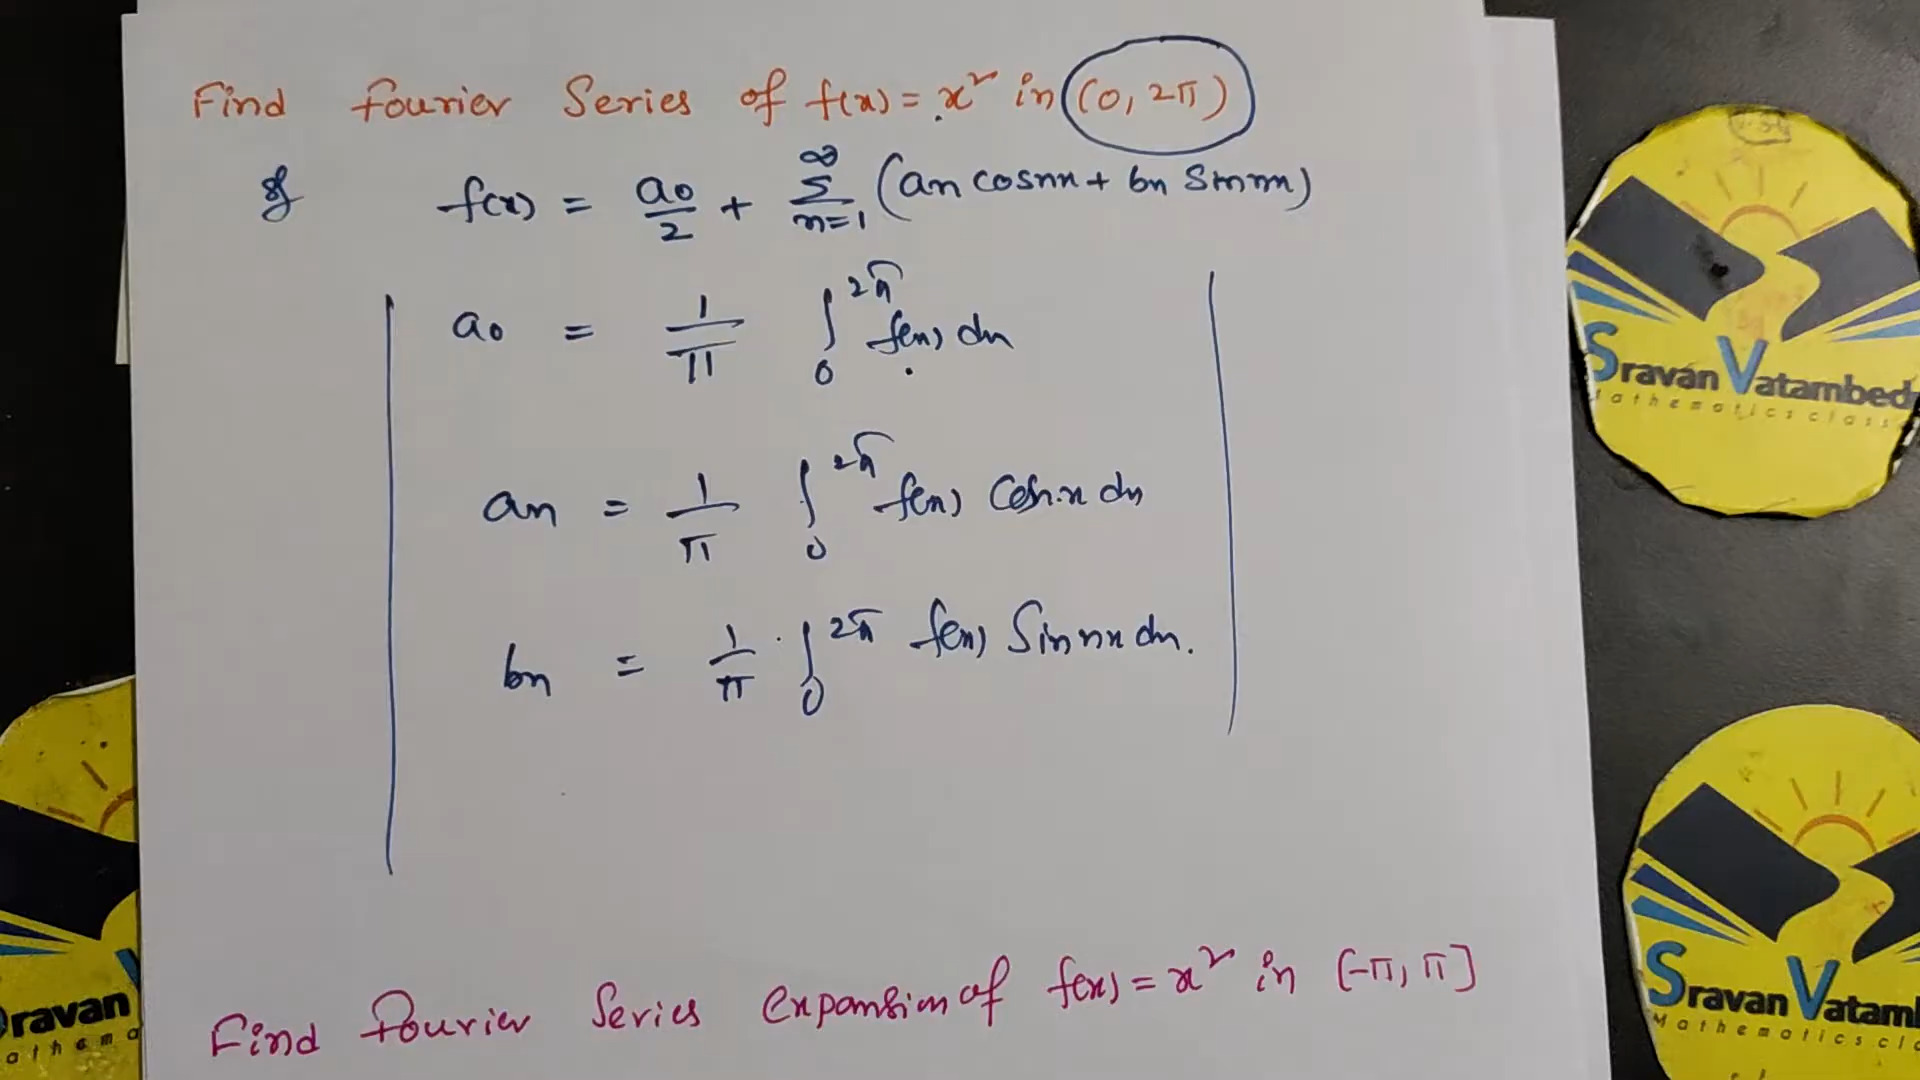 Find Fourier Series of f(x) = x² in (0, 2π)
If f(x) = a0/2 + ∞ Σ n=1 (an cosnx + bn Sinnx)
a0 = 1/π ∫ 0 2π f(x) dx
an = 1/π ∫ 0 2π f(x) Cosnx dx
bn = 1/π ∫ 0 2π f(x) Sinnx dx.
Find Fourier Series expansion of f(x) = x² in [-π, π]
Sravan Vatambed
Mathematics class
Sravan Vatam
Mathematics cl
ravan V
athema